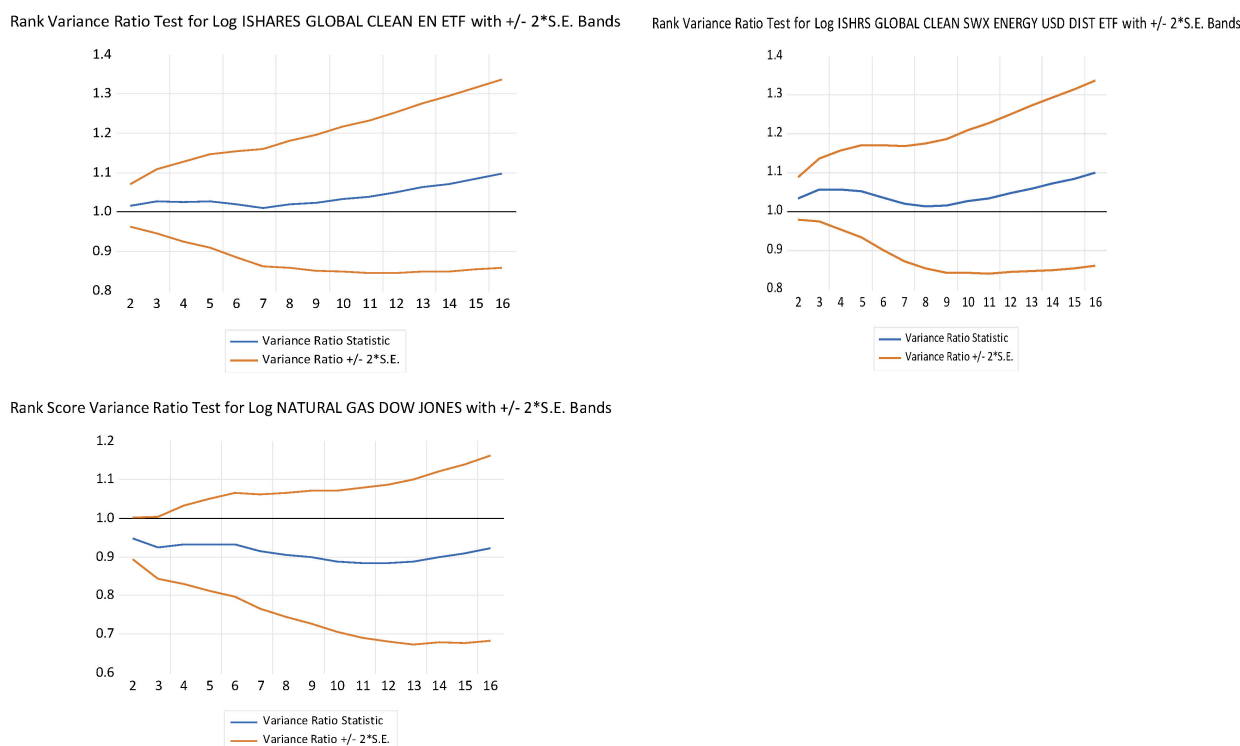 Rank Variance Ratio Test for Log ISHARES GLOBAL CLEAN EN ETF with +/- 2*S.E. Bands
1.4
1.3
1.2
1.1
1.0
0.9
0.8
2 3 4 5 6 7 8 9 10 11 12 13 14 15 16
Variance Ratio Statistic
Variance Ratio +/- 2*S.E.
Rank Variance Ratio Test for Log ISHRS GLOBAL CLEAN SWX ENERGY USD DIST ETF with +/- 2*S.E. Bands
1.4
1.3
1.2
1.1
1.0
0.9
0.8
2 3 4 5 6 7 8 9 10 11 12 13 14 15 16
Variance Ratio Statistic
Variance Ratio +/- 2*S.E.
Rank Score Variance Ratio Test for Log NATURAL GAS DOW JONES with +/- 2*S.E. Bands
1.2
1.1
1.0
0.9
0.8
0.7
0.6
2 3 4 5 6 7 8 9 10 11 12 13 14 15 16
Variance Ratio Statistic
Variance Ratio +/- 2*S.E.